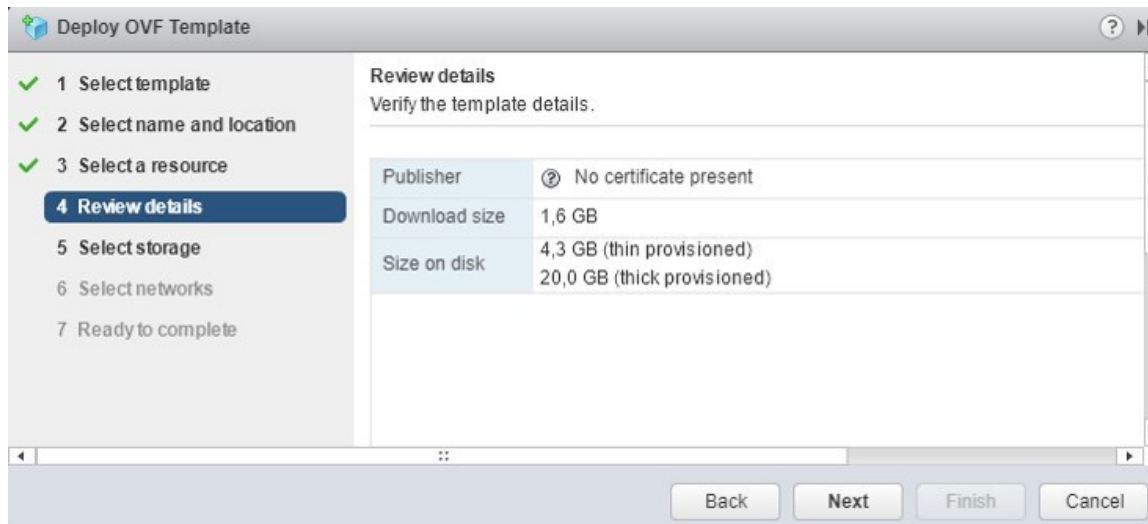 Deploy OVF Template
1 Select template
2 Select name and location
3 Select a resource
4 Review details
5 Select storage
6 Select networks
7 Ready to complete
Review details
Verify the template details.
Publisher
? No certificate present
Download size
1,6 GB
Size on disk
4,3 GB (thin provisioned)
20,0 GB (thick provisioned)
Back
Next
Finish
Cancel